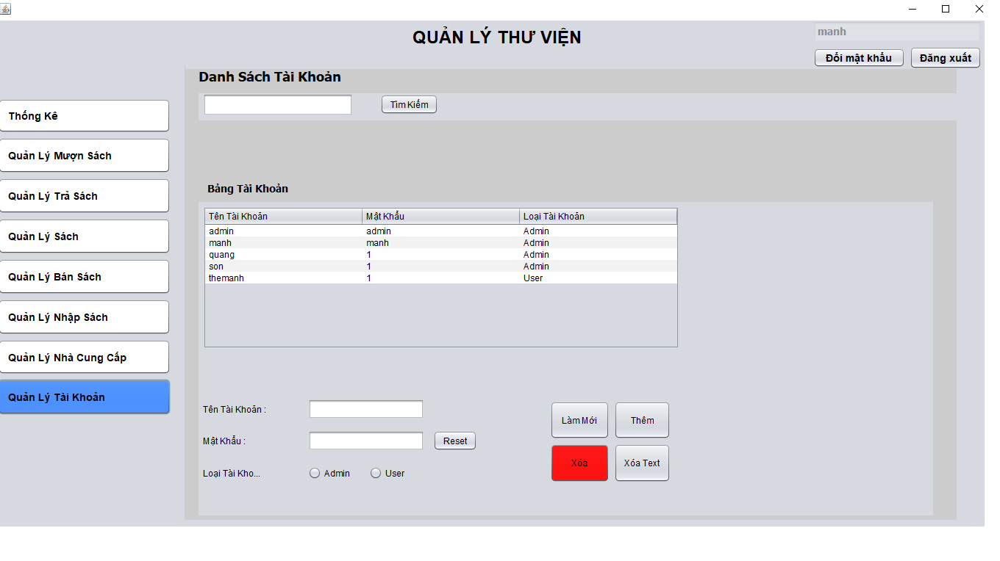 QUẢN LÝ THƯ VIỆN
manh
Đổi mật khẩu Đăng xuất
Danh Sách Tài Khoản
Tìm Kiếm
Thống Kê
Quản Lý Mượn Sách
Quản Lý Trả Sách
Quản Lý Sách
Quản Lý Bán Sách
Quản Lý Nhập Sách
Quản Lý Nhà Cung Cấp
Quản Lý Tài Khoản
Bảng Tài Khoản
Tên Tài Khoản Mật Khẩu Loại Tài Khoản
admin admin Admin
manh manh Admin
quang 1 Admin
son 1 Admin
themanh 1 User
Tên Tài Khoản :
Mật Khẩu : Reset
Loại Tài Kho... Admin User
Làm Mới Thêm
Xóa Xóa Text